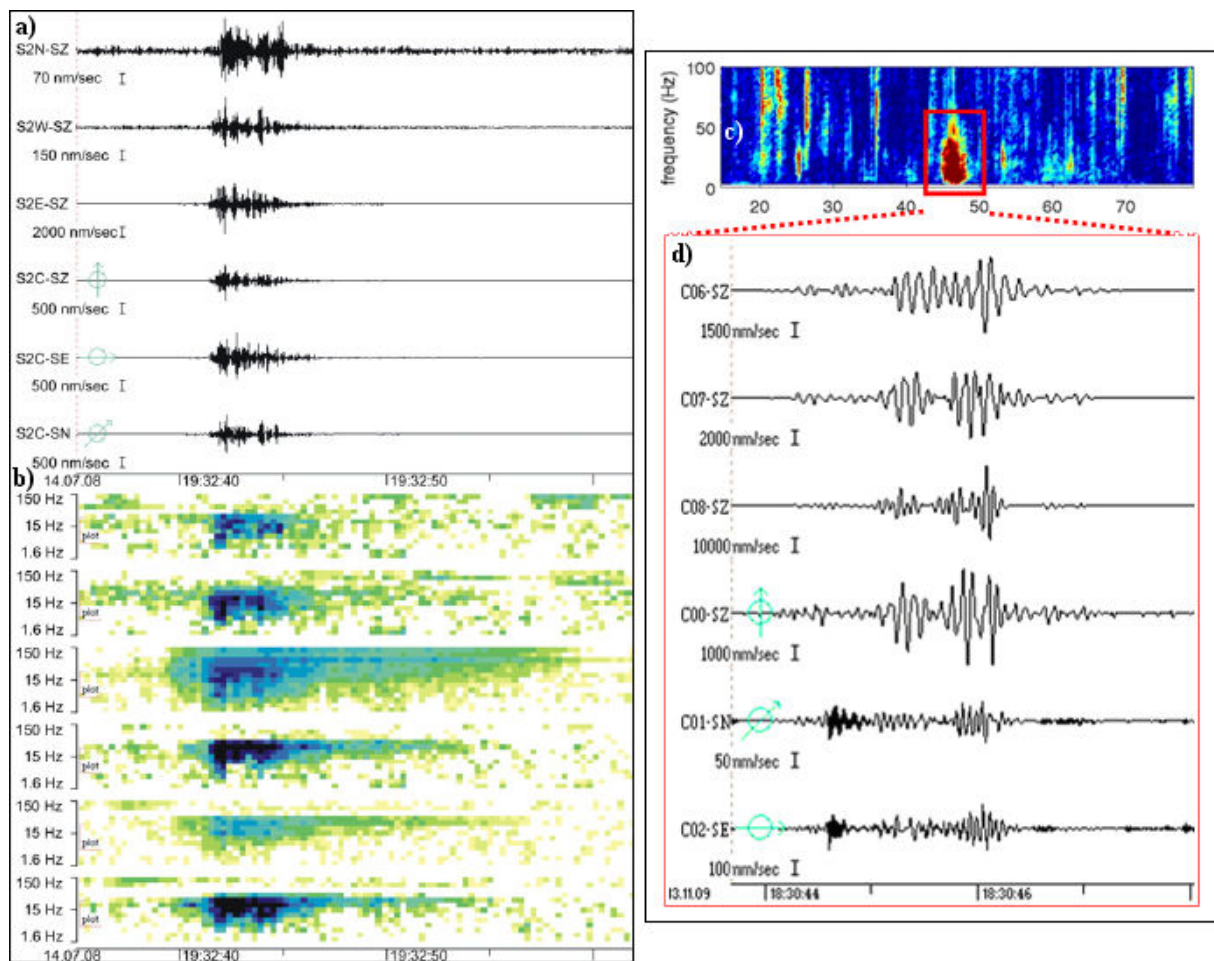 a)
S2N-SZ
70 nm/sec
S2W-SZ
150 nm/sec
S2E-SZ
2000 nm/sec
S2C-SZ
500 nm/sec
S2C-SE
500 nm/sec
S2C-SN
500 nm/sec
14.07.08 19:32:40 19:32:50
b)
150 Hz
15 Hz
plot
1.6 Hz
150 Hz
15 Hz
plot
1.6 Hz
150 Hz
15 Hz
plot
1.6 Hz
150 Hz
15 Hz
plot
1.6 Hz
150 Hz
15 Hz
plot
1.6 Hz
150 Hz
15 Hz
plot
1.6 Hz
14.07.08 19:32:40 19:32:50
c)
frequency (Hz)
100
50
0
20 30 40 50 60 70
d)
C06-SZ
1500 nm/sec
C07-SZ
2000 nm/sec
C08-SZ
10000 nm/sec
C00-SZ
1000 nm/sec
C01-SN
50 nm/sec
C02-SE
100 nm/sec
13.11.09 18:30:44 18:30:46